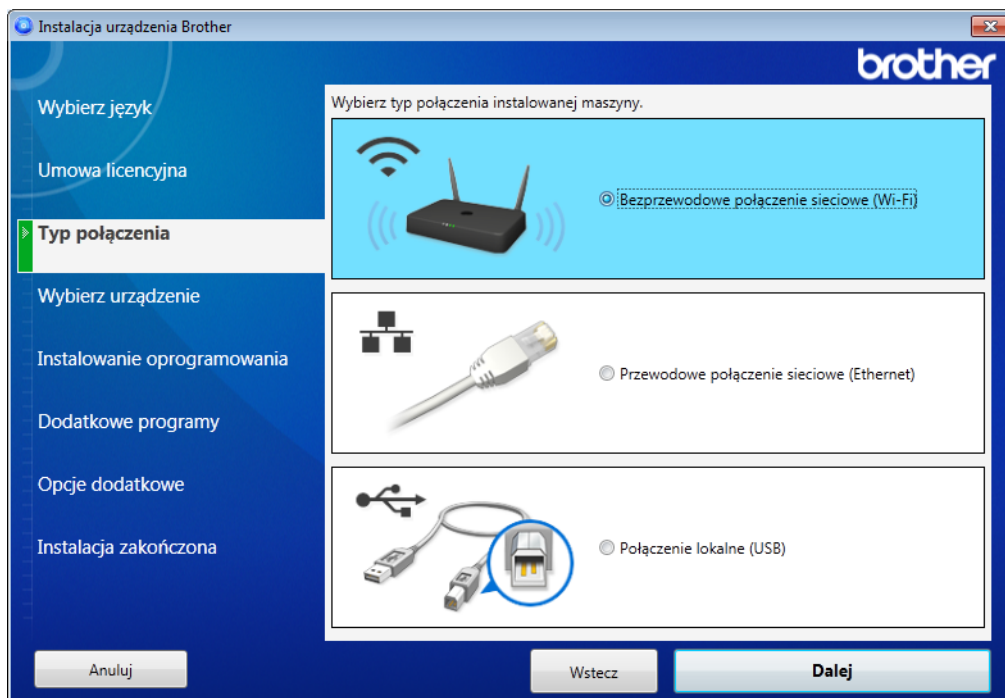 Instalacja urządzenia Brother
brother
Wybierz język
Umowa licencyjna
Typ połączenia
Wybierz urządzenie
Instalowanie oprogramowania
Dodatkowe programy
Opcje dodatkowe
Instalacja zakończona
Wybierz typ połączenia instalowanej maszyny.
Bezprzewodowe połączenie sieciowe (Wi-Fi)
Przewodowe połączenie sieciowe (Ethernet)
Połączenie lokalne (USB)
Anuluj
Wstecz
Dalej